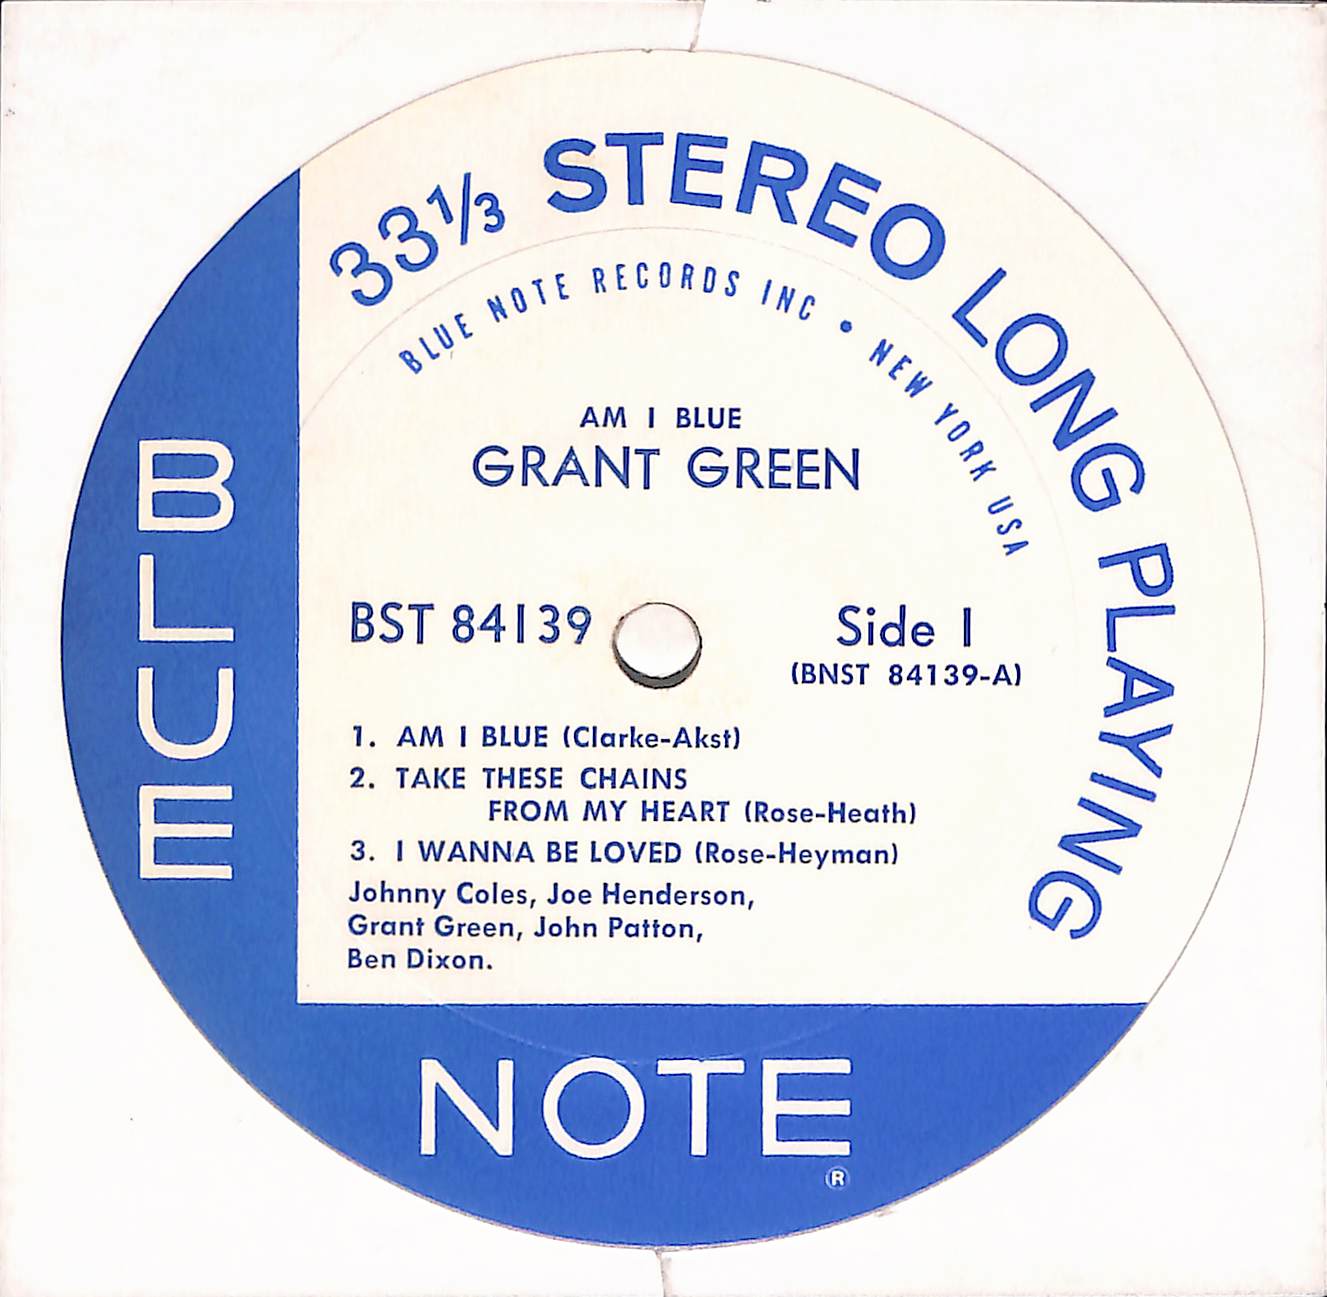 33⅓ STEREO LONG PLAYING
BLUE NOTE RECORDS INC • NEW YORK USA
AM I BLUE
GRANT GREEN
BST 84139
Side 1
(BNST 84139-A)
1. AM I BLUE (Clarke-Akst)
2. TAKE THESE CHAINS
FROM MY HEART (Rose-Heath)
3. I WANNA BE LOVED (Rose-Heyman)
Johnny Coles, Joe Henderson,
Grant Green, John Patton,
Ben Dixon.
BLUE
NOTE
®